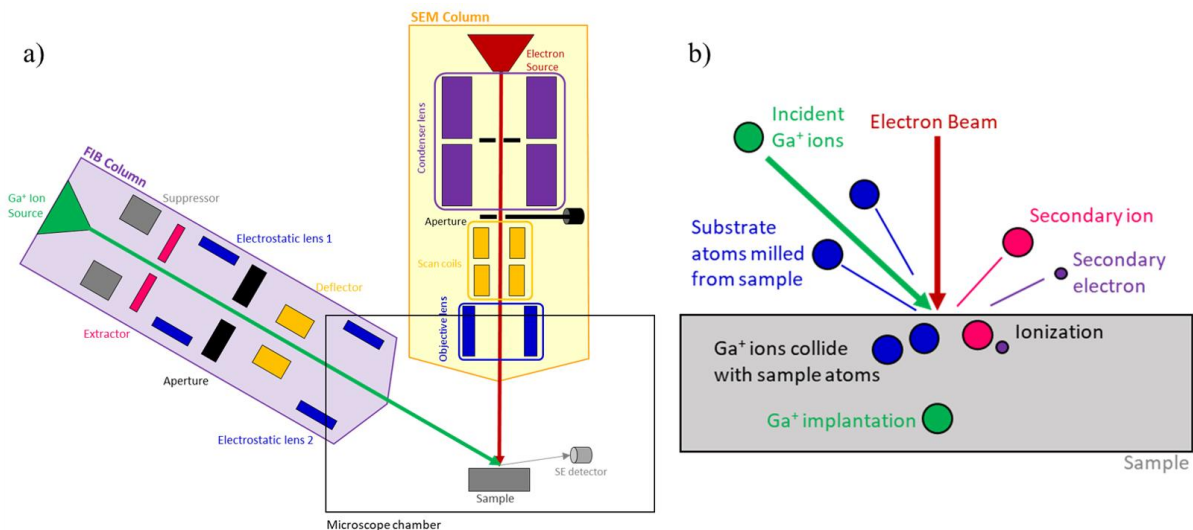 a)
SEM Column
Electron
Source
Condenser lens
Aperture
Scan coils
Objective lens
FIB Column
Ga⁺ Ion
Source
Suppressor
Electrostatic lens 1
Deflector
Extractor
Aperture
Electrostatic lens 2
SE detector
Sample
Microscope chamber
b)
Incident
Ga⁺ ions
Electron Beam
Substrate
atoms milled
from sample
Secondary ion
Secondary
electron
Ionization
Ga⁺ ions collide
with sample atoms
Ga⁺ implantation
Sample